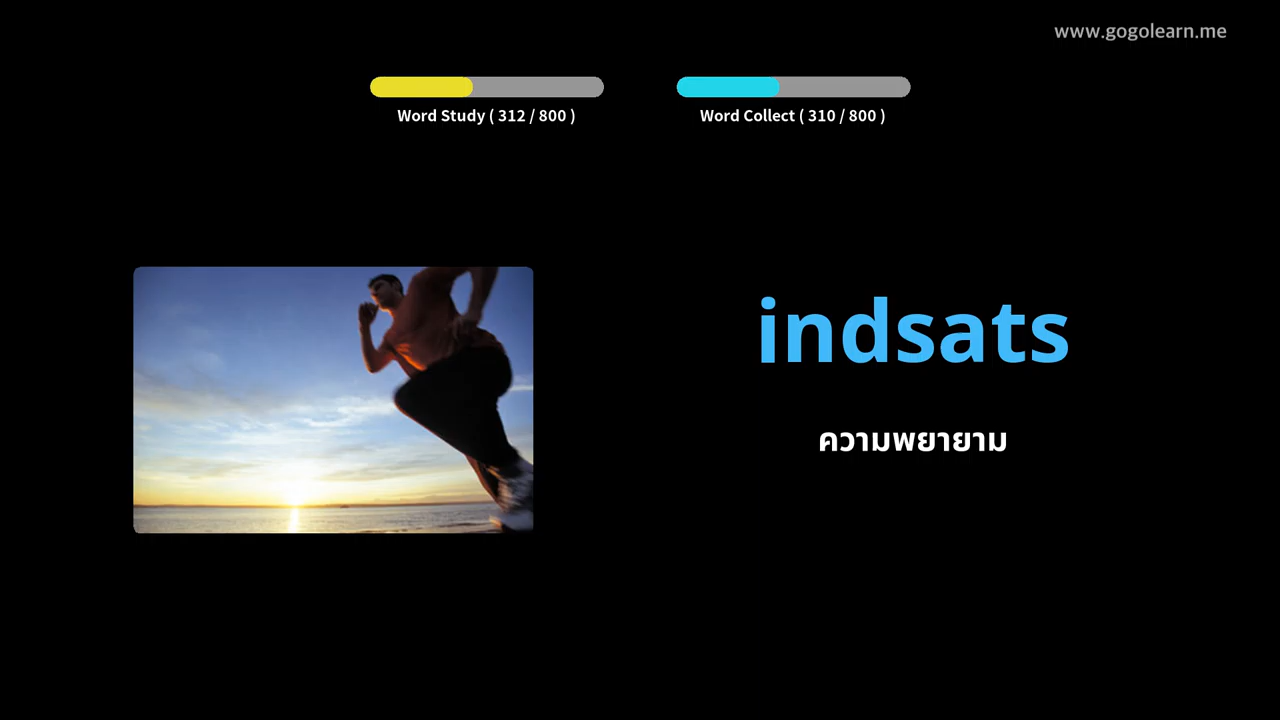 www.gogolearn.me
Word Study ( 312 / 800 )
Word Collect ( 310 / 800 )
indsats
ความพยายาม